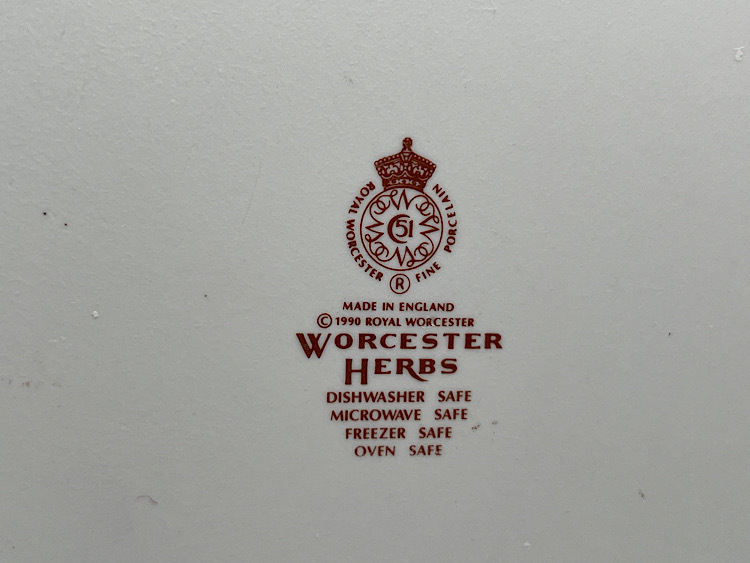 ROYAL WORCESTER FINE PORCELAIN
51
®
MADE IN ENGLAND
© 1990 ROYAL WORCESTER
WORCESTER
HERBS
DISHWASHER SAFE
MICROWAVE SAFE
FREEZER SAFE
OVEN SAFE